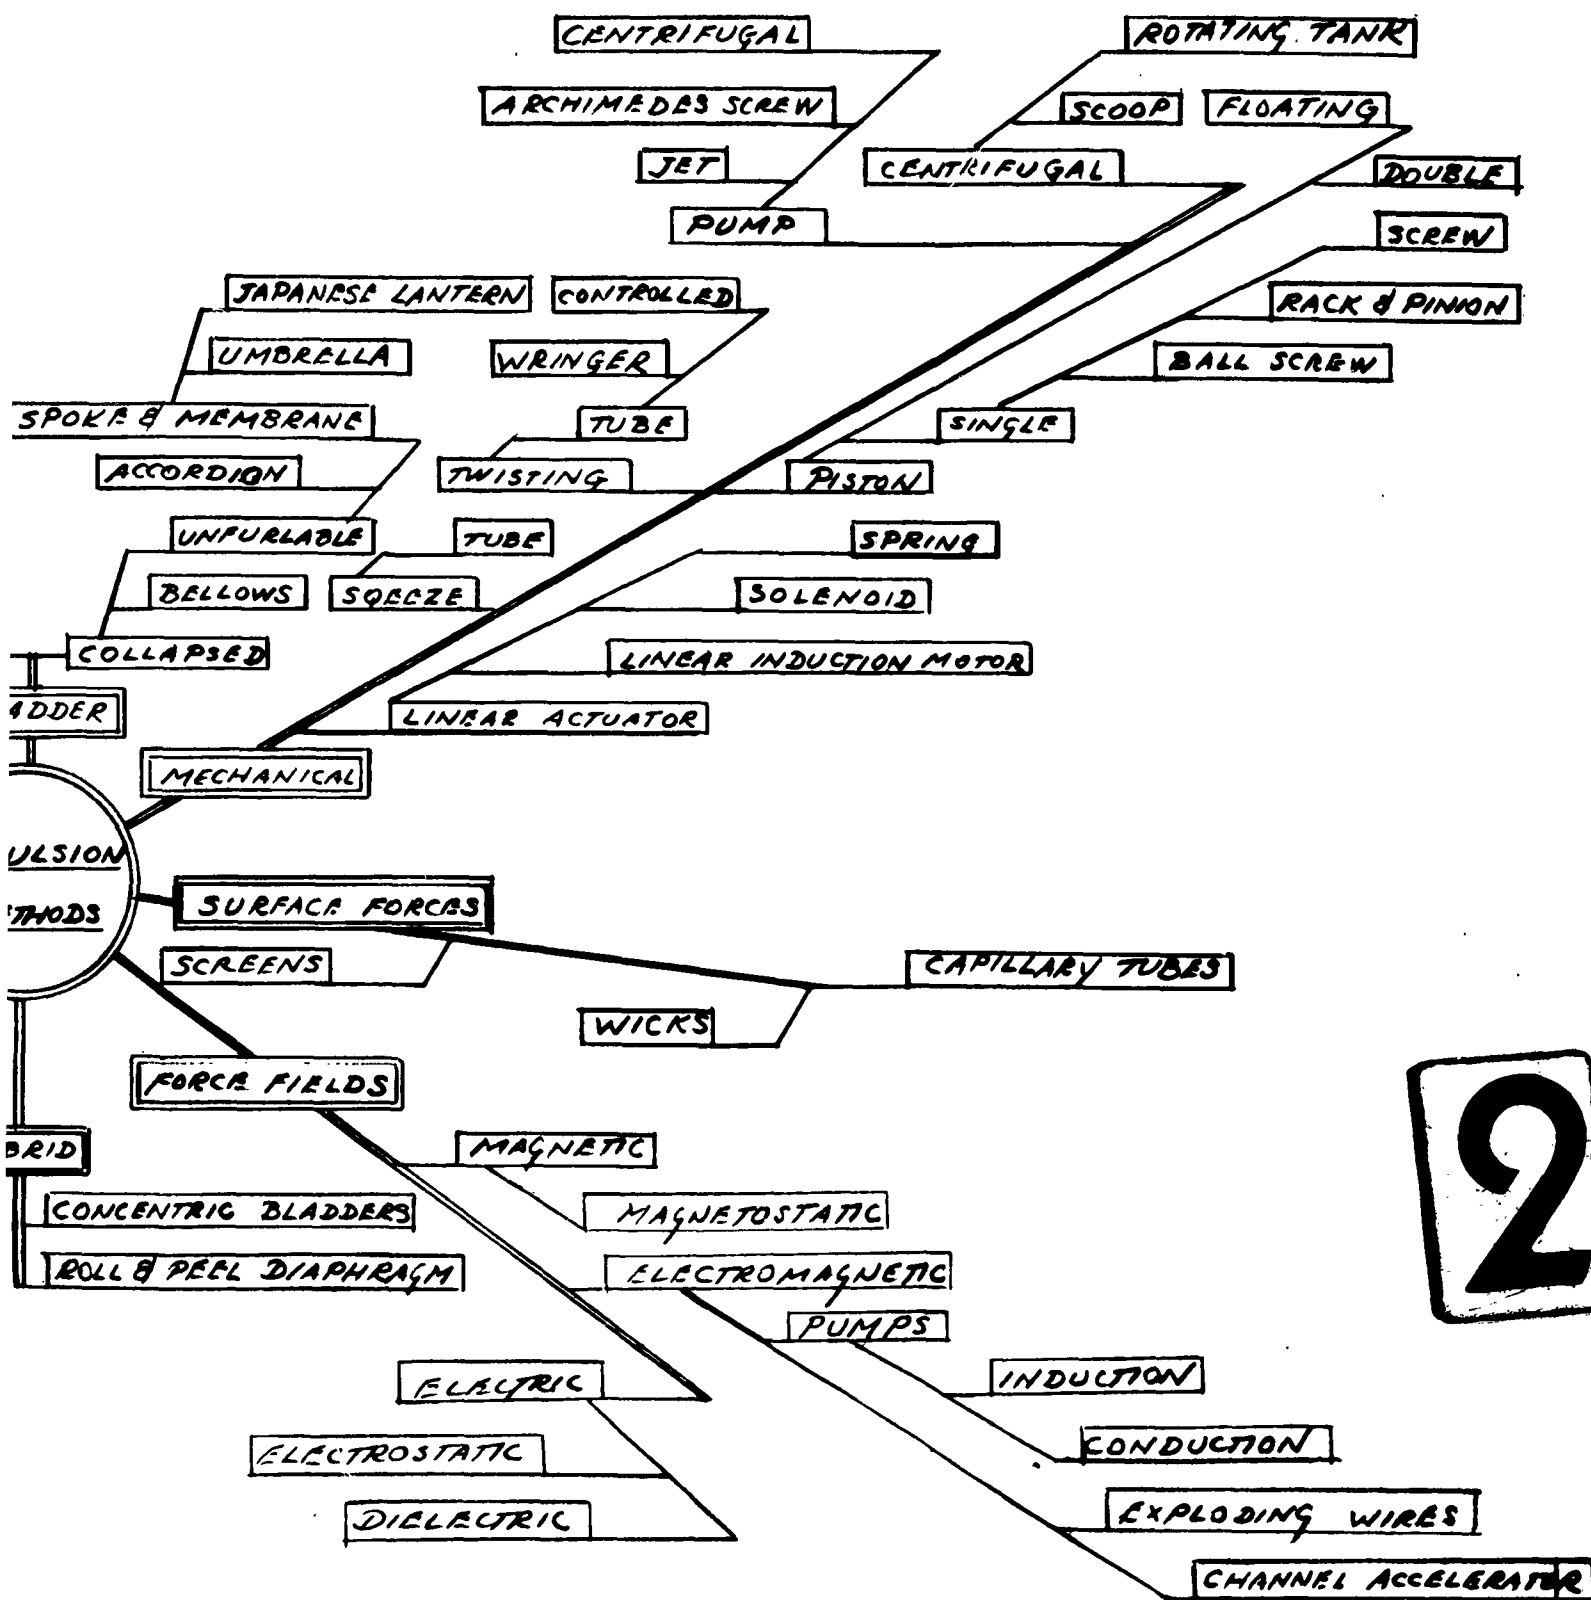 CENTRIFUGAL
ROTATING TANK
ARCHIMEDES SCREW
SCOOP
FLOATING
JET
CENTRIFUGAL
DOUBLE
PUMP
SCREW
JAPANESE LANTERN
CONTROLLED
RACK & PINION
UMBRELLA
WRINGER
BALL SCREW
SPOKE & MEMBRANE
TUBE
SINGLE
ACCORDION
TWISTING
PISTON
UNFURLABLE
TUBE
SPRING
BELLOWS
SQEEZE
SOLENOID
COLLAPSED
LINEAR INDUCTION MOTOR
ADDER
LINEAR ACTUATOR
MECHANICAL
ULSION
THODS
SURFACE FORCES
SCREENS
CAPILLARY TUBES
WICKS
FORCE FIELDS
2
BRID
MAGNETIC
CONCENTRIC BLADDERS
MAGNETOSTATIC
ROLL & PEEL DIAPHRAGM
ELECTROMAGNETIC
PUMPS
ELECTRIC
INDUCTION
ELECTROSTATIC
CONDUCTION
DIELECTRIC
EXPLODING WIRES
CHANNEL ACCELERATOR